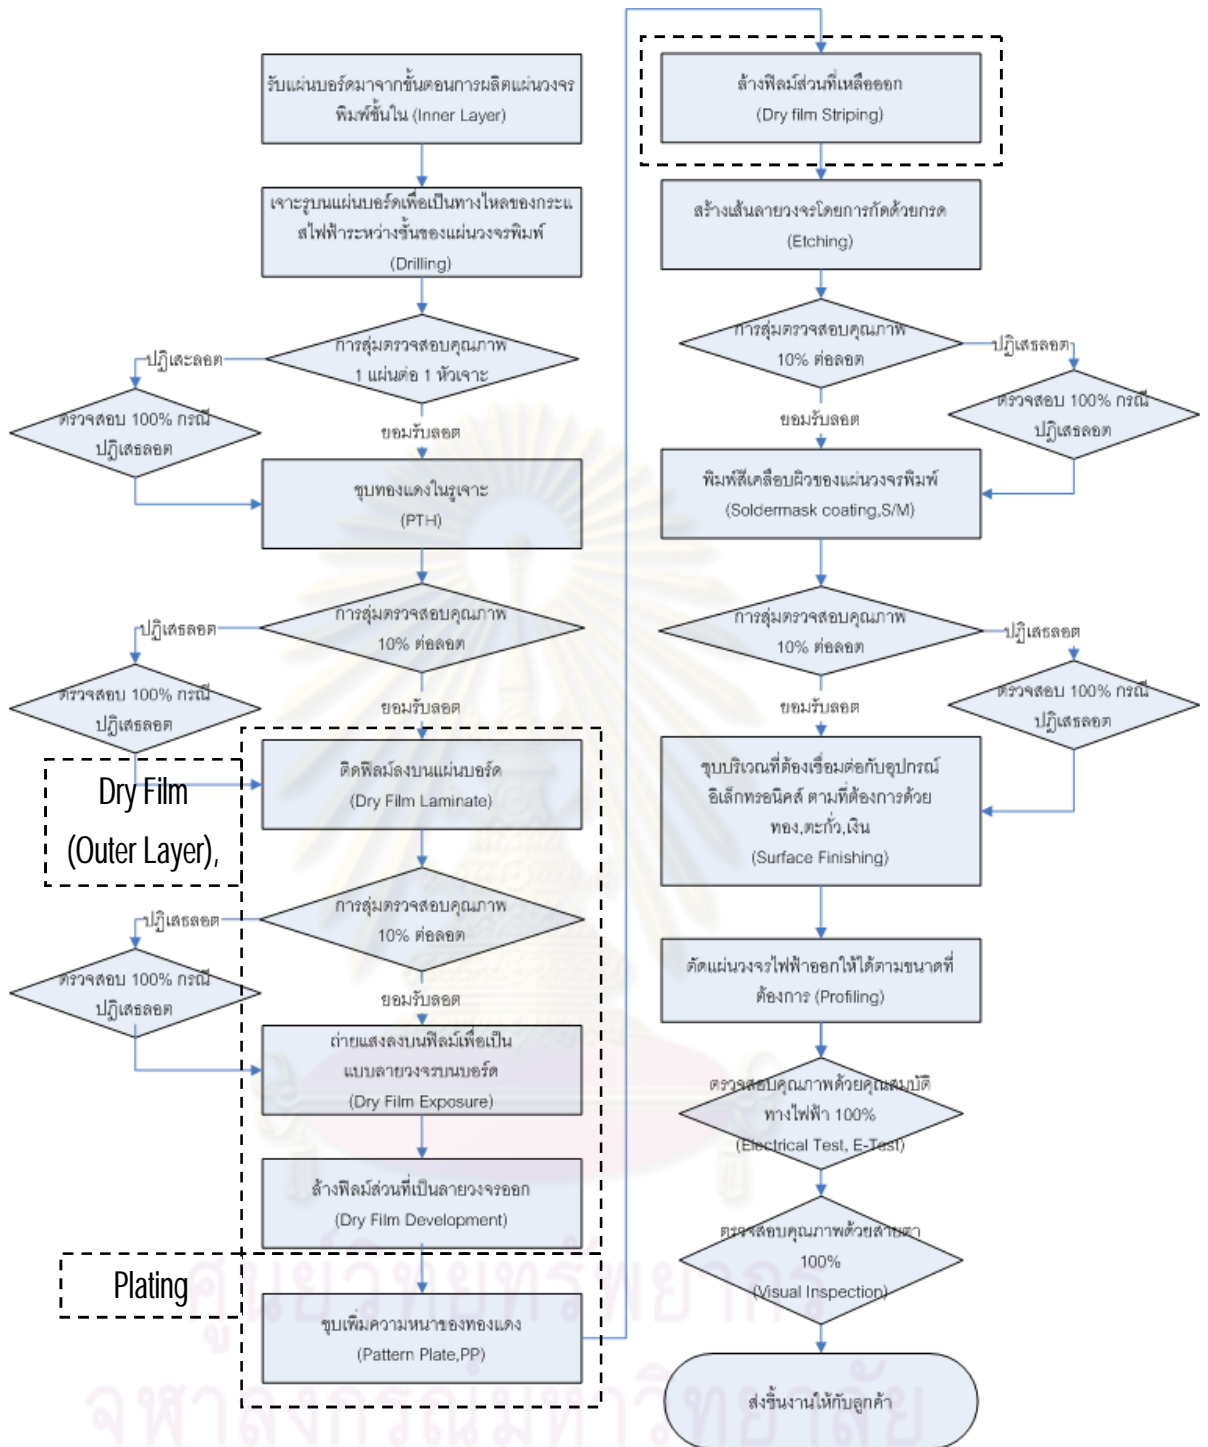 รับแผ่นบอร์ดมาจากขั้นตอนการผลิตแผ่นวงจร
พิมพ์ชั้นใน (Inner Layer)
เจาะรูบนแผ่นบอร์ดเพื่อเป็นทางไหลของกระแ
สไฟฟ้าระหว่างชั้นของแผ่นวงจรพิมพ์
(Drilling)
การสุ่มตรวจสอบคุณภาพ
1 แผ่นต่อ 1 หัวเจาะ
ปฏิเสะลอต
ตรวจสอบ 100% กรณี
ปฏิเสธลอต
ยอมรับลอต
ชุบทองแดงในรูเจาะ
(PTH)
การสุ่มตรวจสอบคุณภาพ
10% ต่อลอต
ปฏิเสธลอต
ตรวจสอบ 100% กรณี
ปฏิเสธลอต
ยอมรับลอต
Dry Film
(Outer Layer),
ติดฟิลม์ลงบนแผ่นบอร์ด
(Dry Film Laminate)
การสุ่มตรวจสอบคุณภาพ
10% ต่อลอต
ปฏิเสธลอต
ตรวจสอบ 100% กรณี
ปฏิเสธลอต
ยอมรับลอต
ถ่ายแสงลงบนฟิลม์เพื่อเป็น
แบบลายวงจรบนบอร์ด
(Dry Film Exposure)
ล้างฟิลม์ส่วนที่เป็นลายวงจรออก
(Dry Film Development)
Plating
ชุบเพิ่มความหนาของทองแดง
(Pattern Plate,PP)
ล้างฟิลม์ส่วนที่เหลือออก
(Dry film Striping)
สร้างเส้นลายวงจรโดยการกัดด้วยกรด
(Etching)
การสุ่มตรวจสอบคุณภาพ
10% ต่อลอต
ปฏิเสธลอต
ตรวจสอบ 100% กรณี
ปฏิเสธลอต
ยอมรับลอต
พิมพ์สีเคลือบผิวของแผ่นวงจรพิมพ์
(Soldermask coating,S/M)
การสุ่มตรวจสอบคุณภาพ
10% ต่อลอต
ปฏิเสธลอต
ตรวจสอบ 100% กรณี
ปฏิเสธลอต
ยอมรับลอต
ชุบบริเวณที่ต้องเชื่อมต่อกับอุปกรณ์
อิเล็กทรอนิคส์ ตามที่ต้องการด้วย
ทอง,ตะกั่ว,เงิน
(Surface Finishing)
ตัดแผ่นวงจรไฟฟ้าออกให้ได้ตามขนาดที่
ต้องการ (Profiling)
ตรวจสอบคุณภาพด้วยคุณสมบัติ
ทางไฟฟ้า 100%
(Electrical Test, E-Test)
ตรวจสอบคุณภาพด้วยสายตา
100%
(Visual Inspection)
ส่งชิ้นงานให้กับลูกค้า
ศูนย์วิทยทรัพยากร
จุฬาลงกรณ์มหาวิทยาลัย